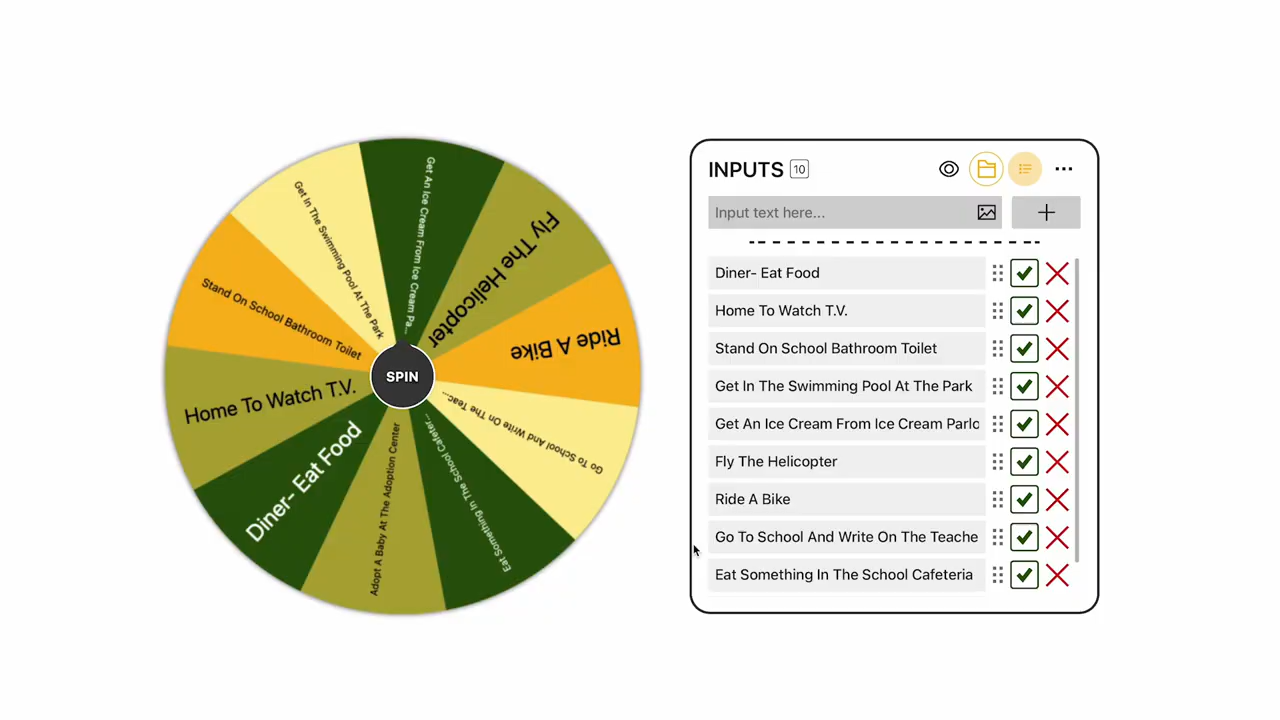 Get An Ice Cream From Ice Cream Pa...
Fly The Helicopter
Ride A Bike
Go To School And Write On The Teac...
Eat Something In The School Cafeter...
Adopt A Baby At The Adoption Center
Diner- Eat Food
Home To Watch T.V.
Stand On School Bathroom Toilet
Get In The Swimming Pool At The Park
SPIN
INPUTS 10
Input text here...
Diner- Eat Food
Home To Watch T.V.
Stand On School Bathroom Toilet
Get In The Swimming Pool At The Park
Get An Ice Cream From Ice Cream Parlo
Fly The Helicopter
Ride A Bike
Go To School And Write On The Teache
Eat Something In The School Cafeteria